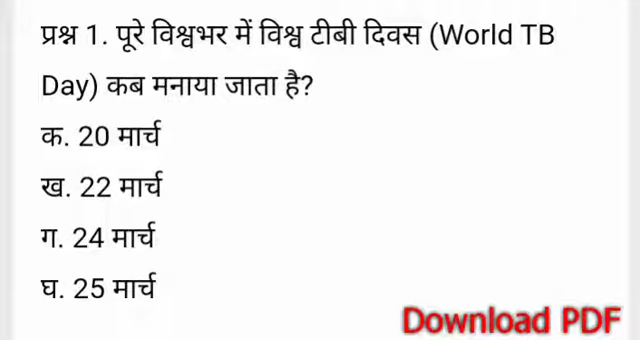 प्रश्न 1. पूरे विश्वभर में विश्व टीबी दिवस (World TB
Day) कब मनाया जाता है?
क. 20 मार्च
ख. 22 मार्च
ग. 24 मार्च
घ. 25 मार्च
Download PDF